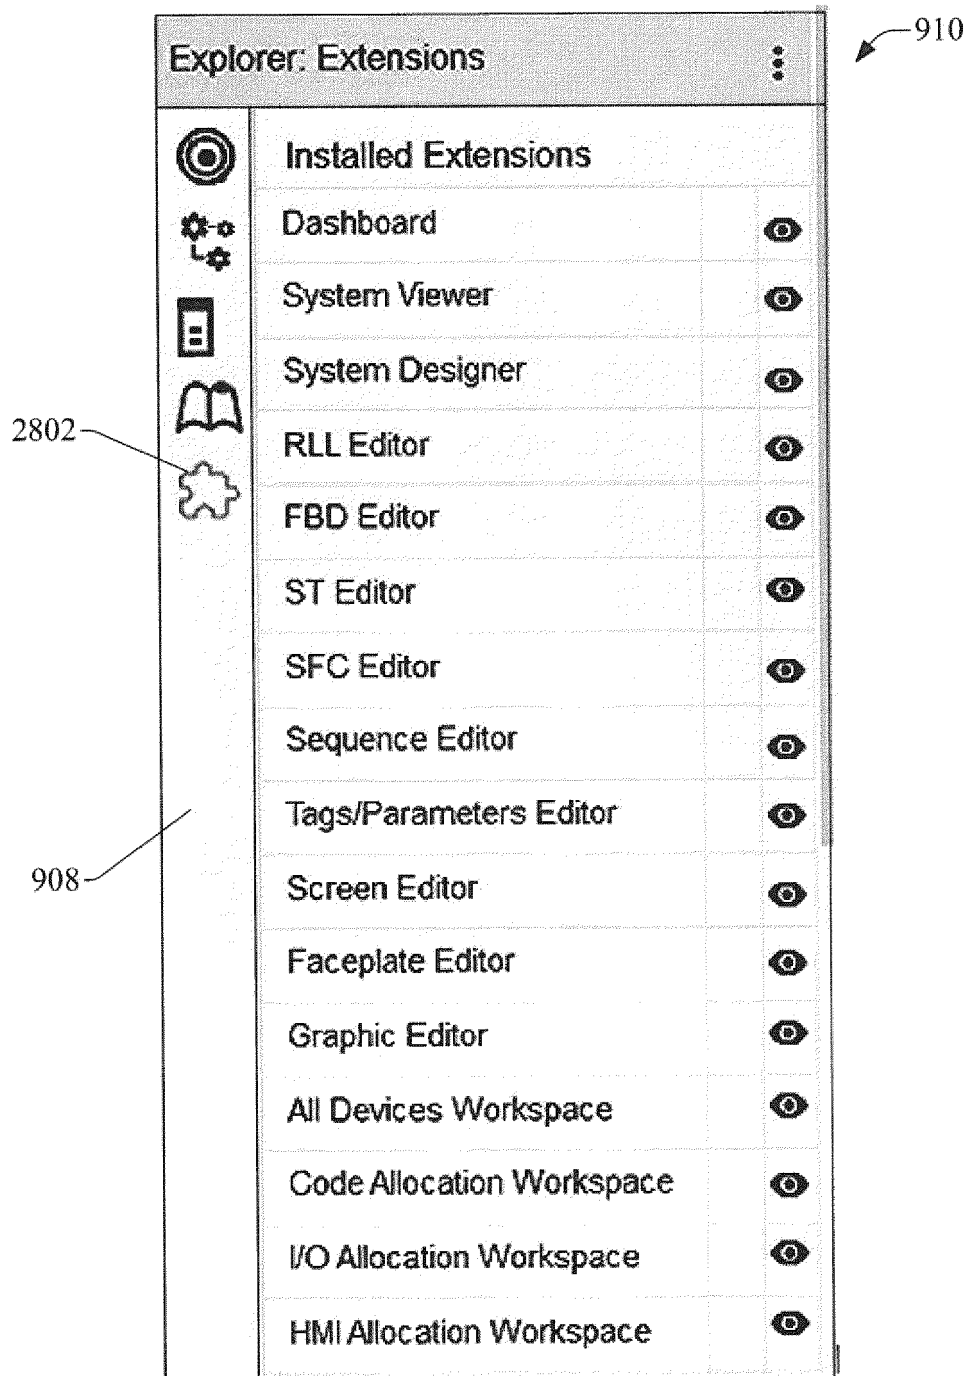 910
Explorer: Extensions
Installed Extensions
Dashboard
System Viewer
System Designer
2802
RLL Editor
FBD Editor
ST Editor
SFC Editor
Sequence Editor
Tags/Parameters Editor
908
Screen Editor
Faceplate Editor
Graphic Editor
All Devices Workspace
Code Allocation Workspace
I/O Allocation Workspace
HMI Allocation Workspace